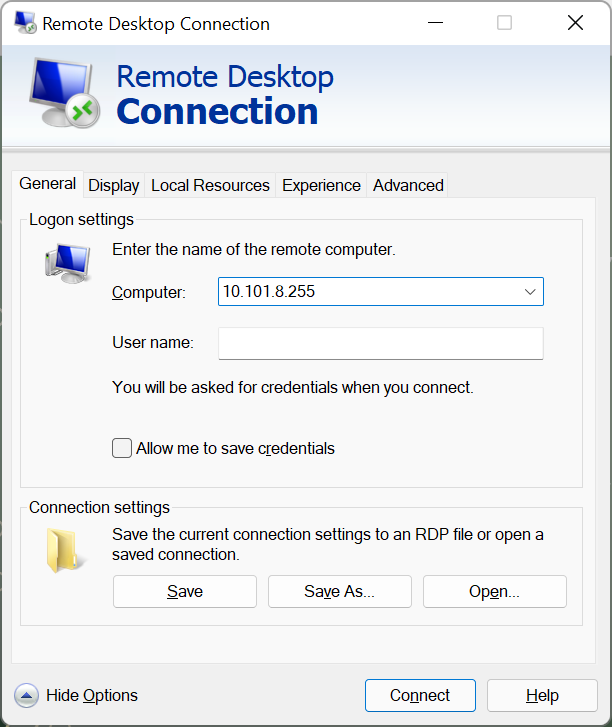 Remote Desktop Connection
Remote Desktop
Connection
General Display Local Resources Experience Advanced
Logon settings
Enter the name of the remote computer.
Computer: 10.101.8.255
User name:
You will be asked for credentials when you connect.
Allow me to save credentials
Connection settings
Save the current connection settings to an RDP file or open a
saved connection.
Save Save As... Open...
Hide Options Connect Help